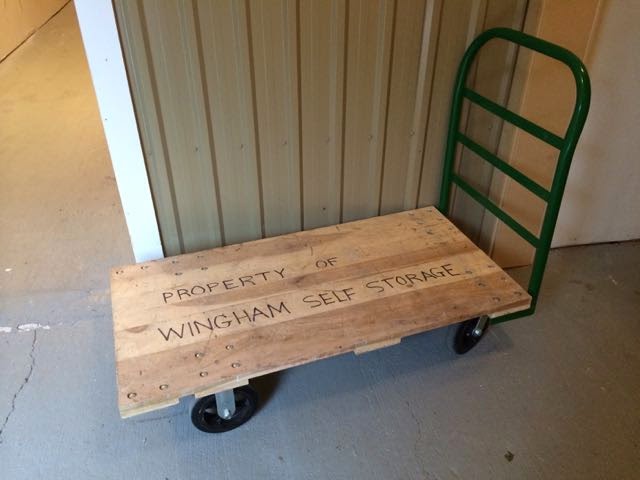 PROPERTY OF
WINGHAM SELF STORAGE